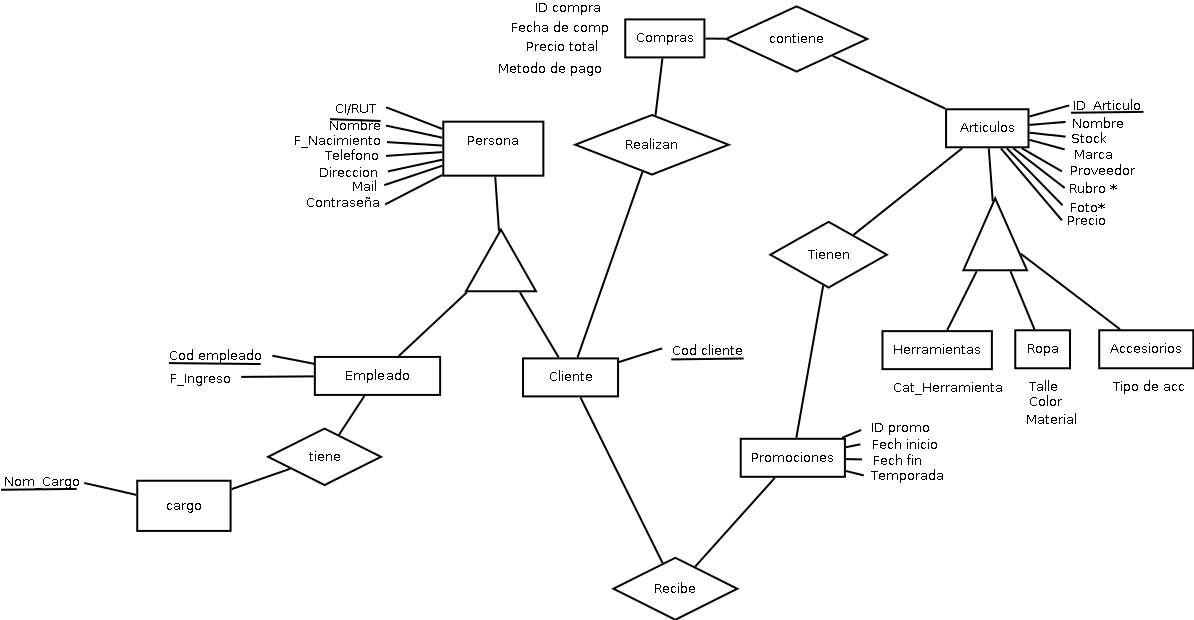 ID compra
Fecha de comp
Precio total
Metodo de pago
Compras
contiene
CI/RUT
Nombre
F_Nacimiento
Telefono
Direccion
Mail
Contraseña
Persona
Realizan
Articulos
ID_Articulo
Nombre
Stock
Marca
Proveedor
Rubro *
Foto*
Precio
Tienen
Herramientas
Ropa
Accesiorios
Cat_Herramienta
Talle
Color
Material
Tipo de acc
Cod empleado
F_Ingreso
Empleado
Cliente
Cod cliente
tiene
Nom_Cargo
cargo
Promociones
ID promo
Fech inicio
Fech fin
Temporada
Recibe